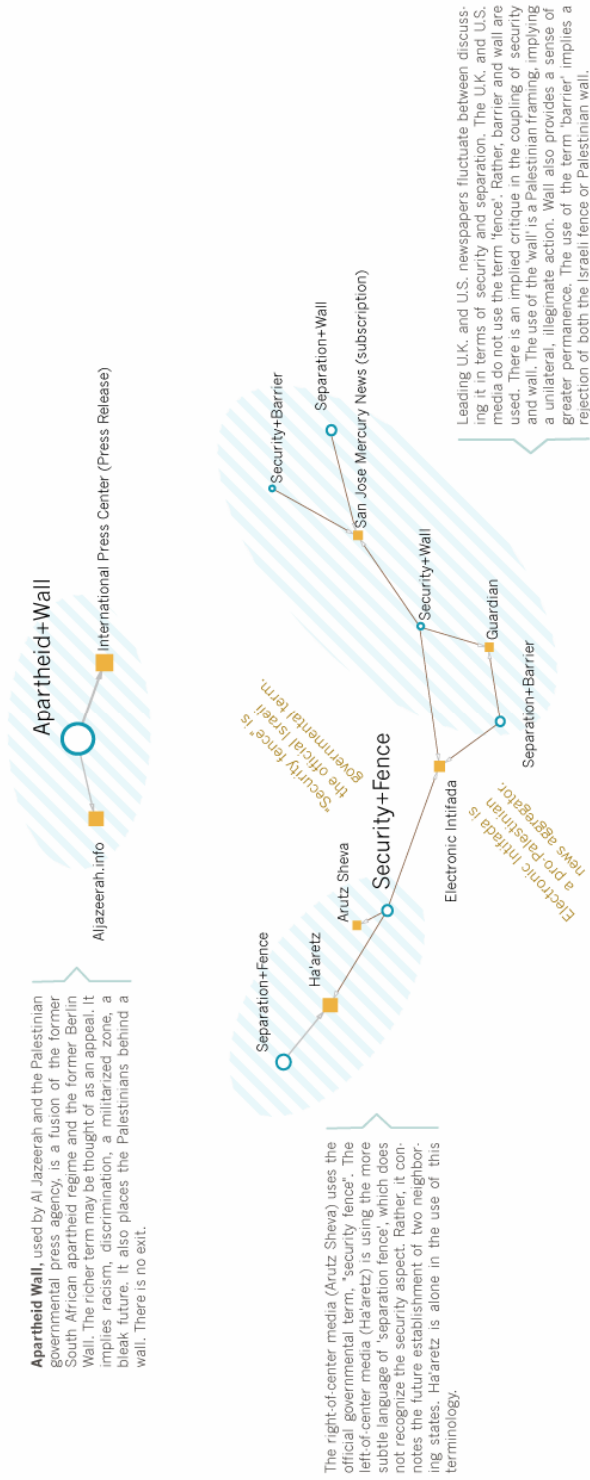 Apartheid Wall, used by Al Jazeerah and the Palestinian
governmental press agency, is a fusion of the former
South African apartheid regime and the former Berlin
Wall. The richer term may be thought of as an appeal. It
implies racism, discrimination, a militarized zone, a
bleak future. It also places the Palestinians behind a
wall. There is no exit.
Apartheid+Wall
Aljazeerah.info
International Press Center (Press Release)
The right-of-center media (Arutz Sheva) uses the
official governmental term, "security fence". The
left-of-center media (Ha'aretz) is using the more
subtle language of 'separation fence', which does
not recognize the security aspect. Rather, it con-
notes the future establishment of two neighbor-
ing states. Ha'aretz is alone in the use of this
terminology.
Separation+Fence
Ha'aretz
Arutz Sheva
Security+Fence
"Security fence" is
the official Israeli
governmental term.
Electronic Intifada
Electronic Intifada is
a pro-Palestinian
news aggregator.
Security+Barrier
Separation+Wall
San Jose Mercury News (subscription)
Security+Wall
Guardian
Separation+Barrier
Leading U.K. and U.S. newspapers fluctuate between discuss-
ing it in terms of security and separation. The U.K. and U.S.
media do not use the term 'fence'. Rather, barrier and wall are
used. There is an implied critique in the coupling of security
and wall. The use of the 'wall' is a Palestinian framing, implying
a unilateral, illegimate action. Wall also provides a sense of
greater permanence. The use of the term 'barrier' implies a
rejection of both the Israeli fence or Palestinian wall.